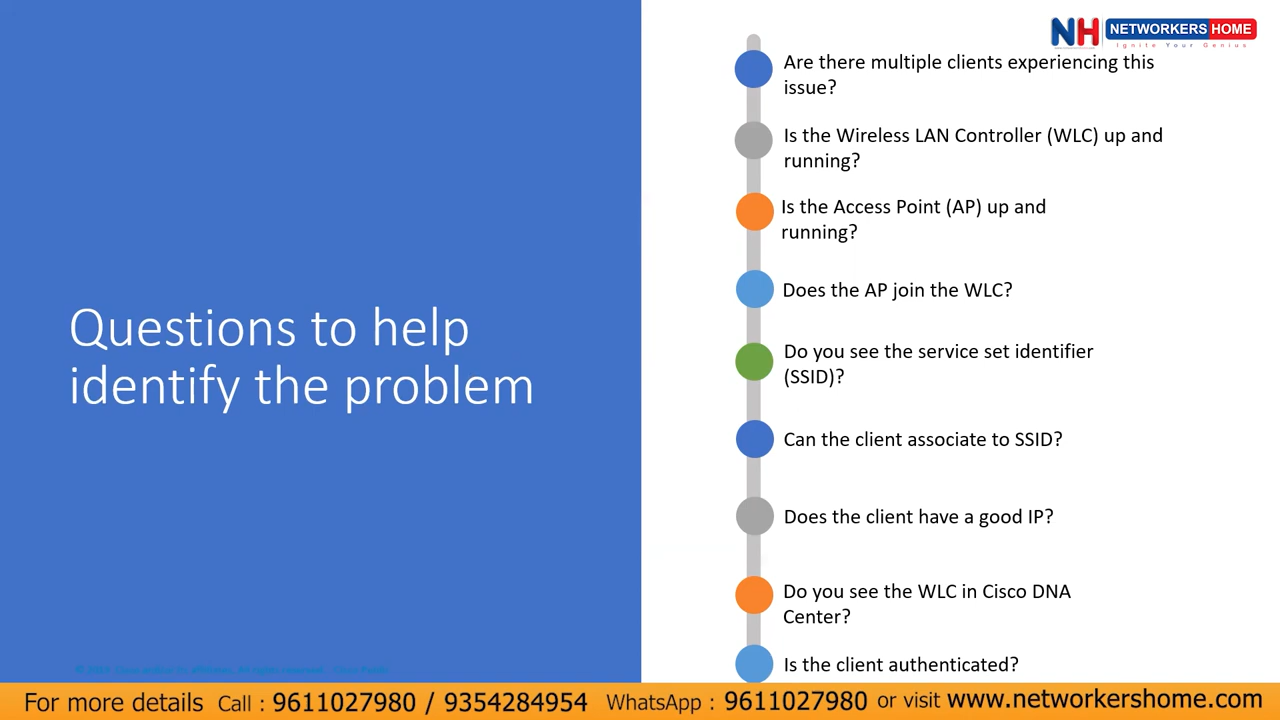 NH NETWORKERS HOME
Ignite Your Genius
Are there multiple clients experiencing this
issue?
Is the Wireless LAN Controller (WLC) up and
running?
Is the Access Point (AP) up and
running?
Does the AP join the WLC?
Questions to help
identify the problem
Do you see the service set identifier
(SSID)?
Can the client associate to SSID?
Does the client have a good IP?
Do you see the WLC in Cisco DNA
Center?
Is the client authenticated?
For more details Call : 9611027980 / 9354284954 WhatsApp : 9611027980 or visit www.networkershome.com